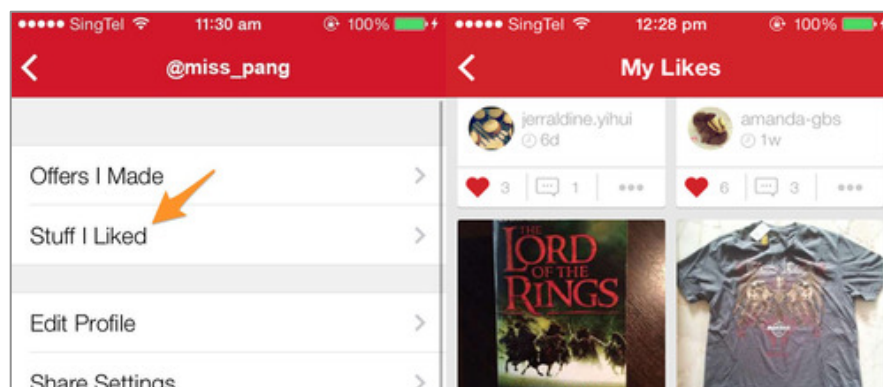 SingTel 11:30 am 100%
@miss_pang
Offers I Made
Stuff I Liked
Edit Profile
Share Settings
SingTel 12:28 pm 100%
My Likes
jerraldine.yihui
6d
3 1
amanda-gbs
1w
6 3
THE
LORD
OF THE
RINGS